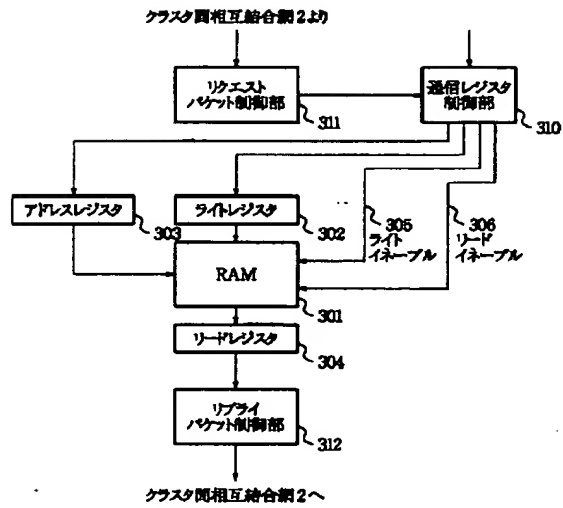 クラスタ間相互結合網2より
リクエスト
パケット制御部
311
通信レジスタ
制御部
310
アドレスレジスタ
303
ライトレジスタ
302
305
ライト
イネーブル
306
リード
イネーブル
RAM
301
リードレジスタ
304
リプライ
パケット制御部
312
クラスタ間相互結合網2へ